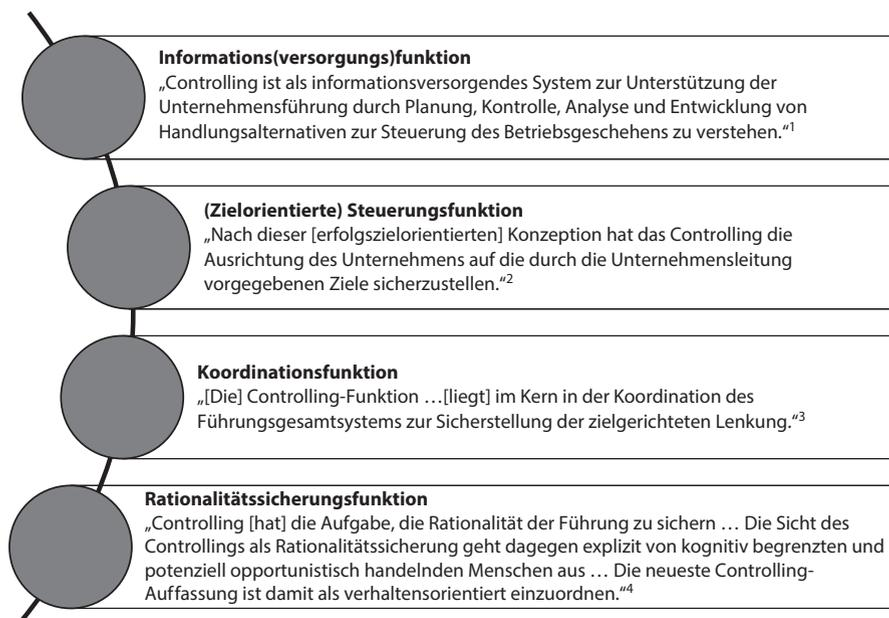 Informations(versorgungs)funktion
„Controlling ist als informationsversorgendes System zur Unterstützung der
Unternehmensführung durch Planung, Kontrolle, Analyse und Entwicklung von
Handlungsalternativen zur Steuerung des Betriebsgeschehens zu verstehen.“¹
(Zielorientierte) Steuerungsfunktion
„Nach dieser [erfolgszielorientierten] Konzeption hat das Controlling die
Ausrichtung des Unternehmens auf die durch die Unternehmensleitung
vorgegebenen Ziele sicherzustellen.“²
Koordinationsfunktion
„[Die] Controlling-Funktion …[liegt] im Kern in der Koordination des
Führungsgesamtsystems zur Sicherstellung der zielgerichteten Lenkung.“³
Rationalitätssicherungsfunktion
„Controlling [hat] die Aufgabe, die Rationalität der Führung zu sichern … Die Sicht des
Controllings als Rationalitätssicherung geht dagegen explizit von kognitiv begrenzten und
potenziell opportunistisch handelnden Menschen aus … Die neueste Controlling-
Auffassung ist damit als verhaltensorientiert einzuordnen.“⁴